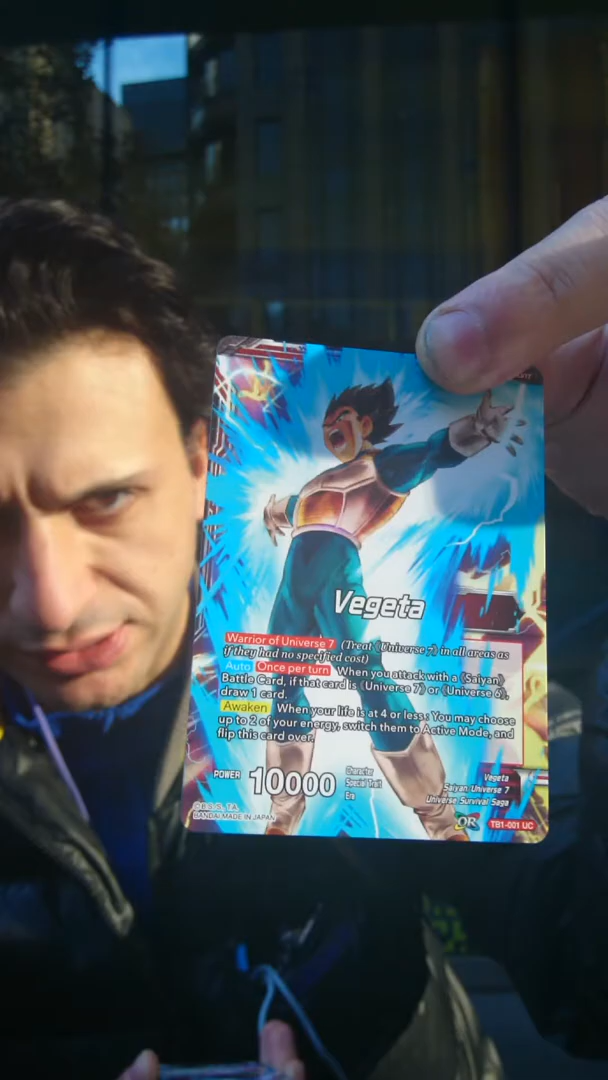 Vegeta
Warrior of Universe 7 (Treat 《Universe 7》 in all areas as
if they had no specified cost)
Auto Once per turn When you attack with a 《Saiyan》
Battle Card, if that card is 《Universe 7》 or 《Universe 6》,
draw 1 card.
Awaken When your life is at 4 or less : You may choose
up to 2 of your energy, switch them to Active Mode, and
flip this card over.
POWER 10000
Character Vegeta
Special Trait Saiyan, Universe 7
Era Universe Survival Saga
©B.S./S., T.A.
BANDAI MADE IN JAPAN
TB1-001 UC